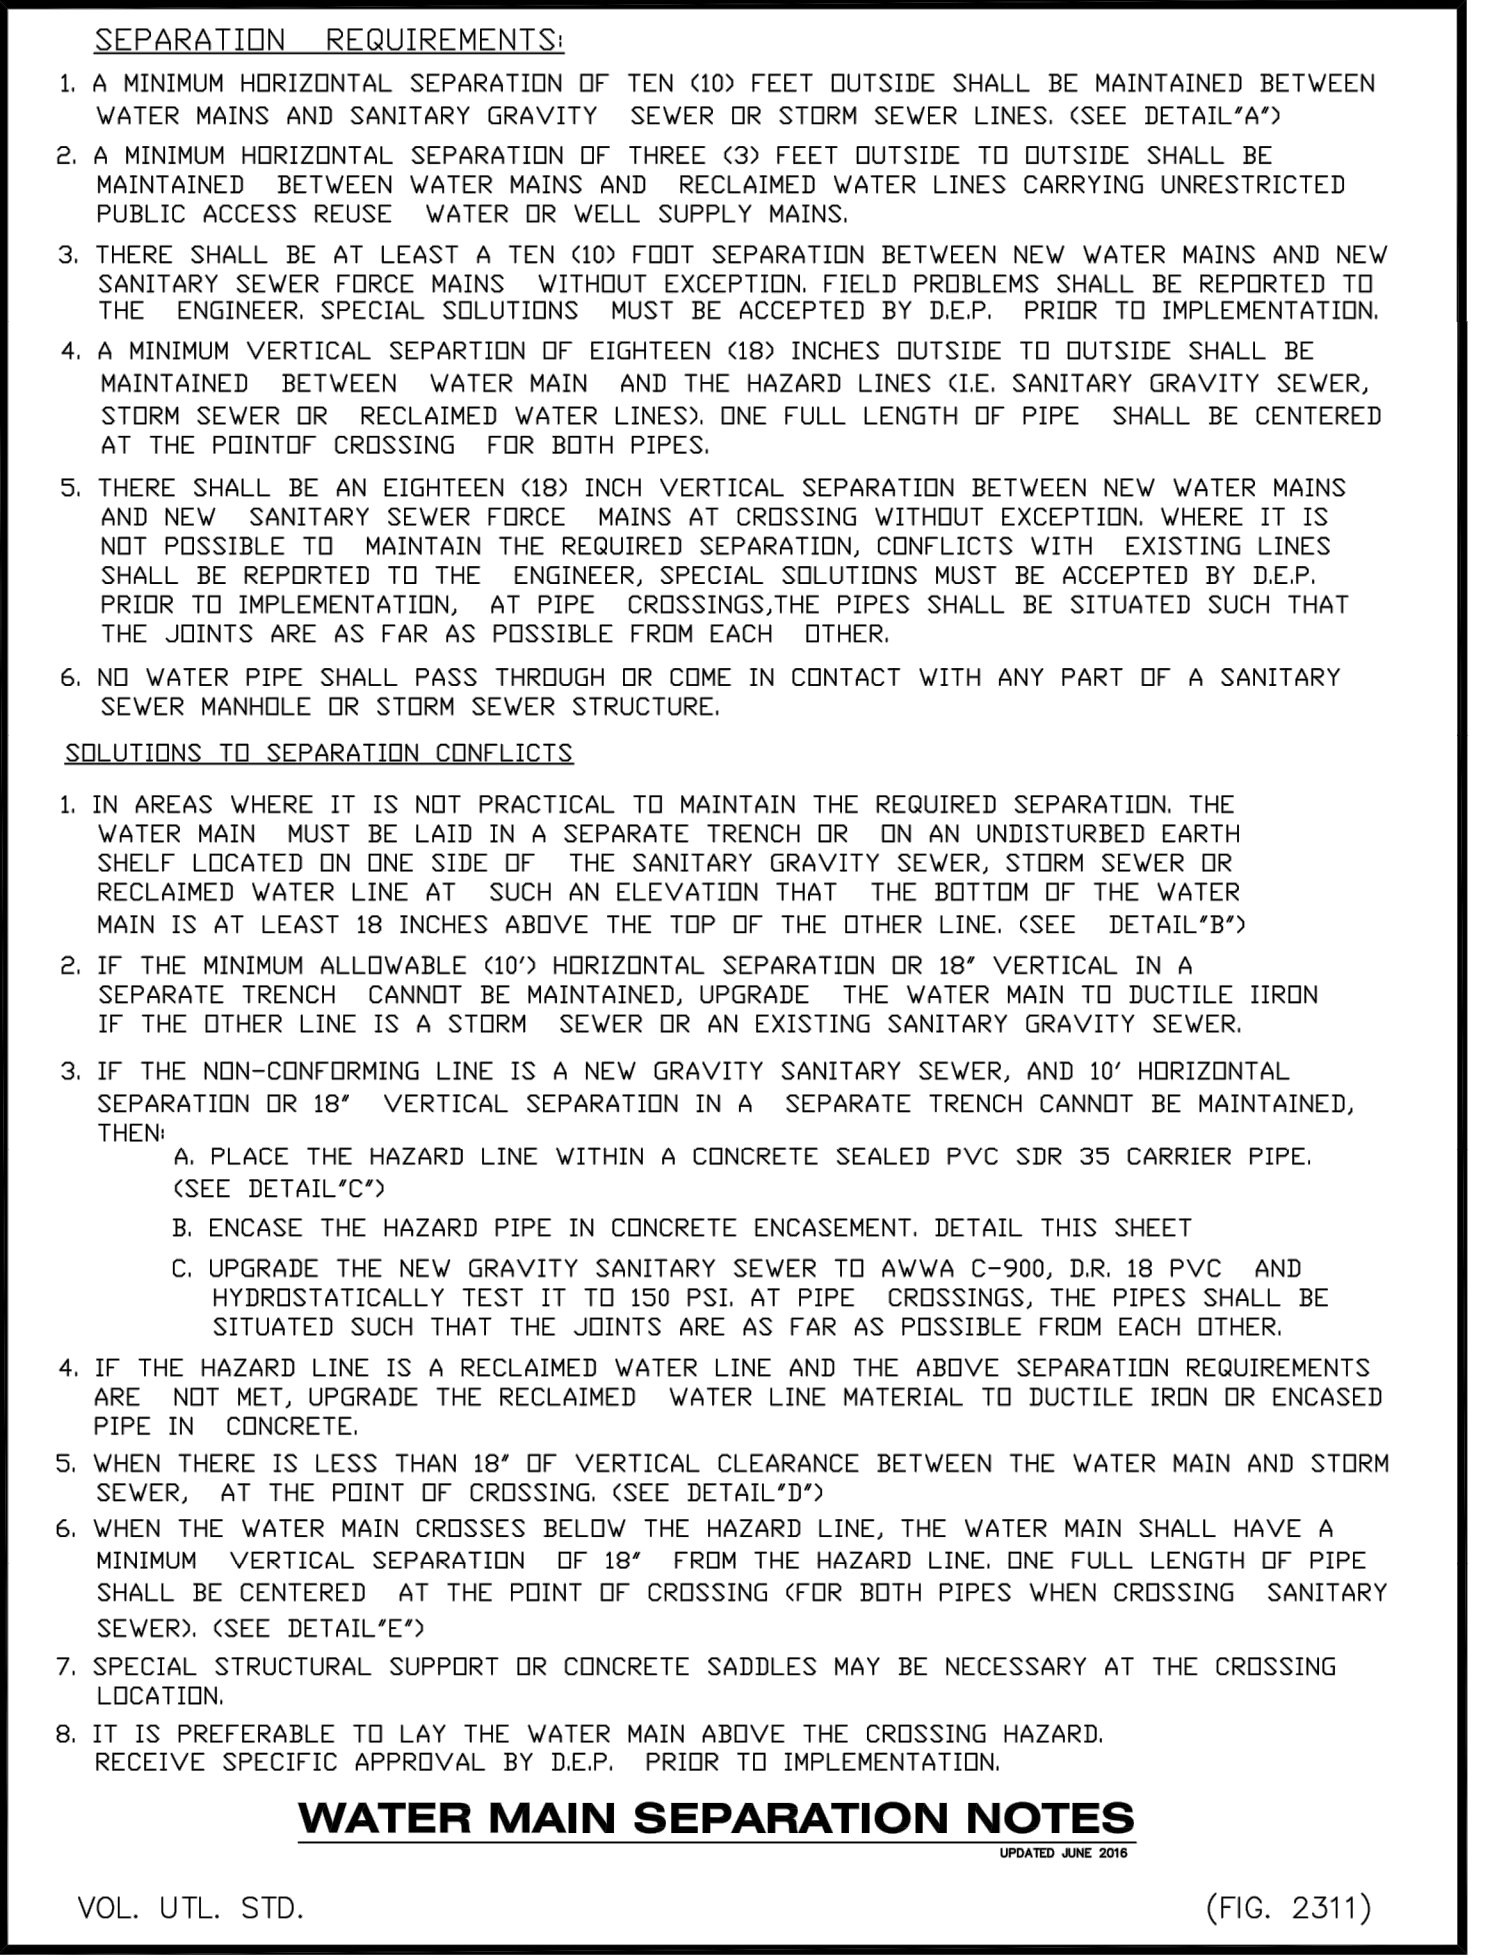 SEPARATION REQUIREMENTS:
1. A MINIMUM HORIZONTAL SEPARATION OF TEN (10) FEET OUTSIDE SHALL BE MAINTAINED BETWEEN
WATER MAINS AND SANITARY GRAVITY SEWER OR STORM SEWER LINES. (SEE DETAIL"A")
2. A MINIMUM HORIZONTAL SEPARATION OF THREE (3) FEET OUTSIDE TO OUTSIDE SHALL BE
MAINTAINED BETWEEN WATER MAINS AND RECLAIMED WATER LINES CARRYING UNRESTRICTED
PUBLIC ACCESS REUSE WATER OR WELL SUPPLY MAINS.
3. THERE SHALL BE AT LEAST A TEN (10) FOOT SEPARATION BETWEEN NEW WATER MAINS AND NEW
SANITARY SEWER FORCE MAINS WITHOUT EXCEPTION. FIELD PROBLEMS SHALL BE REPORTED TO
THE ENGINEER. SPECIAL SOLUTIONS MUST BE ACCEPTED BY D.E.P. PRIOR TO IMPLEMENTATION.
4. A MINIMUM VERTICAL SEPARTION OF EIGHTEEN (18) INCHES OUTSIDE TO OUTSIDE SHALL BE
MAINTAINED BETWEEN WATER MAIN AND THE HAZARD LINES (I.E. SANITARY GRAVITY SEWER,
STORM SEWER OR RECLAIMED WATER LINES). ONE FULL LENGTH OF PIPE SHALL BE CENTERED
AT THE POINTOF CROSSING FOR BOTH PIPES.
5. THERE SHALL BE AN EIGHTEEN (18) INCH VERTICAL SEPARATION BETWEEN NEW WATER MAINS
AND NEW SANITARY SEWER FORCE MAINS AT CROSSING WITHOUT EXCEPTION. WHERE IT IS
NOT POSSIBLE TO MAINTAIN THE REQUIRED SEPARATION, CONFLICTS WITH EXISTING LINES
SHALL BE REPORTED TO THE ENGINEER, SPECIAL SOLUTIONS MUST BE ACCEPTED BY D.E.P.
PRIOR TO IMPLEMENTATION, AT PIPE CROSSINGS,THE PIPES SHALL BE SITUATED SUCH THAT
THE JOINTS ARE AS FAR AS POSSIBLE FROM EACH OTHER.
6. NO WATER PIPE SHALL PASS THROUGH OR COME IN CONTACT WITH ANY PART OF A SANITARY
SEWER MANHOLE OR STORM SEWER STRUCTURE.
SOLUTIONS TO SEPARATION CONFLICTS
1. IN AREAS WHERE IT IS NOT PRACTICAL TO MAINTAIN THE REQUIRED SEPARATION. THE
WATER MAIN MUST BE LAID IN A SEPARATE TRENCH OR ON AN UNDISTURBED EARTH
SHELF LOCATED ON ONE SIDE OF THE SANITARY GRAVITY SEWER, STORM SEWER OR
RECLAIMED WATER LINE AT SUCH AN ELEVATION THAT THE BOTTOM OF THE WATER
MAIN IS AT LEAST 18 INCHES ABOVE THE TOP OF THE OTHER LINE. (SEE DETAIL"B")
2. IF THE MINIMUM ALLOWABLE (10') HORIZONTAL SEPARATION OR 18" VERTICAL IN A
SEPARATE TRENCH CANNOT BE MAINTAINED, UPGRADE THE WATER MAIN TO DUCTILE IIRON
IF THE OTHER LINE IS A STORM SEWER OR AN EXISTING SANITARY GRAVITY SEWER.
3. IF THE NON-CONFORMING LINE IS A NEW GRAVITY SANITARY SEWER, AND 10' HORIZONTAL
SEPARATION OR 18" VERTICAL SEPARATION IN A SEPARATE TRENCH CANNOT BE MAINTAINED,
THEN:
A. PLACE THE HAZARD LINE WITHIN A CONCRETE SEALED PVC SDR 35 CARRIER PIPE.
(SEE DETAIL"C")
B. ENCASE THE HAZARD PIPE IN CONCRETE ENCASEMENT. DETAIL THIS SHEET
C. UPGRADE THE NEW GRAVITY SANITARY SEWER TO AWWA C-900, D.R. 18 PVC AND
HYDROSTATICALLY TEST IT TO 150 PSI. AT PIPE CROSSINGS, THE PIPES SHALL BE
SITUATED SUCH THAT THE JOINTS ARE AS FAR AS POSSIBLE FROM EACH OTHER.
4. IF THE HAZARD LINE IS A RECLAIMED WATER LINE AND THE ABOVE SEPARATION REQUIREMENTS
ARE NOT MET, UPGRADE THE RECLAIMED WATER LINE MATERIAL TO DUCTILE IRON OR ENCASED
PIPE IN CONCRETE.
5. WHEN THERE IS LESS THAN 18" OF VERTICAL CLEARANCE BETWEEN THE WATER MAIN AND STORM
SEWER, AT THE POINT OF CROSSING. (SEE DETAIL"D")
6. WHEN THE WATER MAIN CROSSES BELOW THE HAZARD LINE, THE WATER MAIN SHALL HAVE A
MINIMUM VERTICAL SEPARATION OF 18" FROM THE HAZARD LINE. ONE FULL LENGTH OF PIPE
SHALL BE CENTERED AT THE POINT OF CROSSING (FOR BOTH PIPES WHEN CROSSING SANITARY
SEWER). (SEE DETAIL"E")
7. SPECIAL STRUCTURAL SUPPORT OR CONCRETE SADDLES MAY BE NECESSARY AT THE CROSSING
LOCATION.
8. IT IS PREFERABLE TO LAY THE WATER MAIN ABOVE THE CROSSING HAZARD.
RECEIVE SPECIFIC APPROVAL BY D.E.P. PRIOR TO IMPLEMENTATION.
WATER MAIN SEPARATION NOTES
UPDATED JUNE 2016
VOL. UTL. STD. (FIG. 2311)